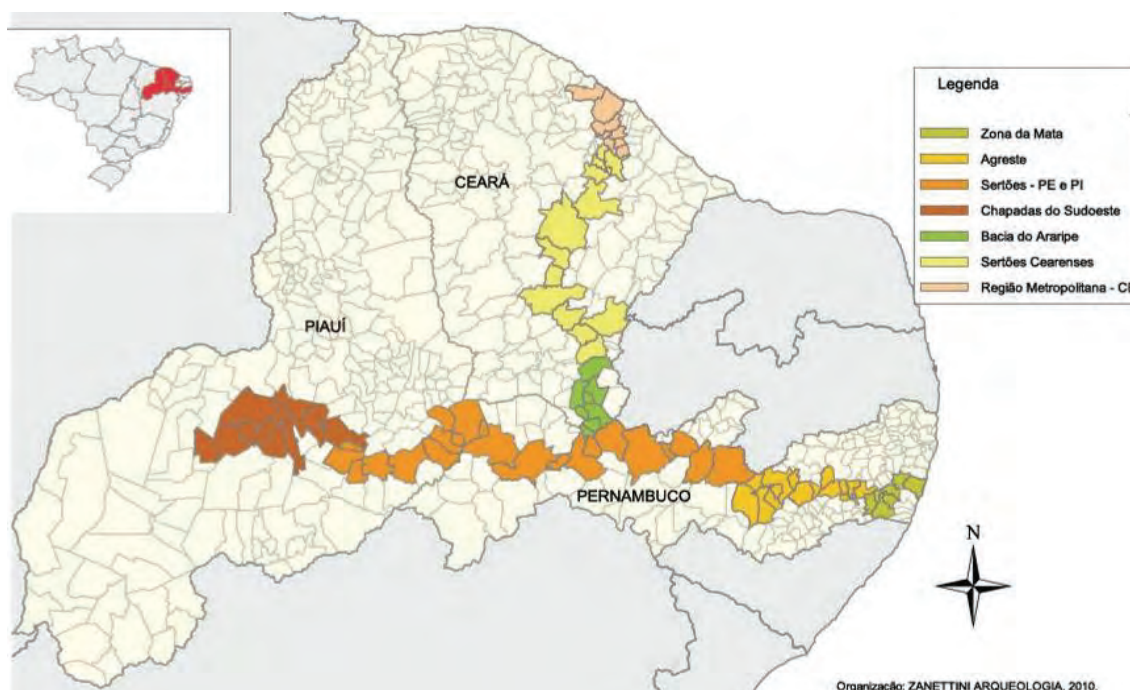 Legenda
Zona da Mata
Agreste
Sertões - PE e PI
Chapadas do Sudoeste
Bacia do Araripe
Sertões Cearenses
Região Metropolitana - CE
CEARÁ
PIAUÍ
PERNAMBUCO
N
Organização: ZANETTINI ARQUEOLOGIA, 2010.